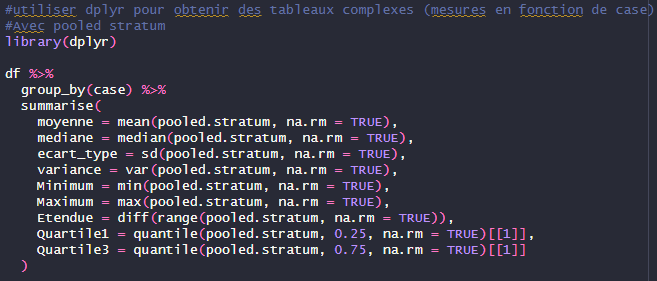 #utiliser dplyr pour obtenir des tableaux complexes (mesures en fonction de case)
#Avec pooled stratum
library(dplyr)
df %>%
group_by(case) %>%
summarise(
moyenne = mean(pooled.stratum, na.rm = TRUE),
mediane = median(pooled.stratum, na.rm = TRUE),
ecart_type = sd(pooled.stratum, na.rm = TRUE),
variance = var(pooled.stratum, na.rm = TRUE),
Minimum = min(pooled.stratum, na.rm = TRUE),
Maximum = max(pooled.stratum, na.rm = TRUE),
Etendue = diff(range(pooled.stratum, na.rm = TRUE)),
Quartile1 = quantile(pooled.stratum, 0.25, na.rm = TRUE)[[1]],
Quartile3 = quantile(pooled.stratum, 0.75, na.rm = TRUE)[[1]]
)